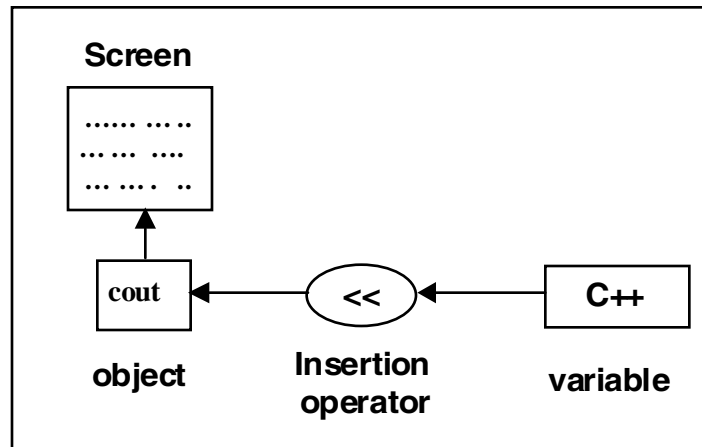 Screen
...... ... ..
... ... ....
... ... . ..
cout
<<
C++
object
Insertion
operator
variable